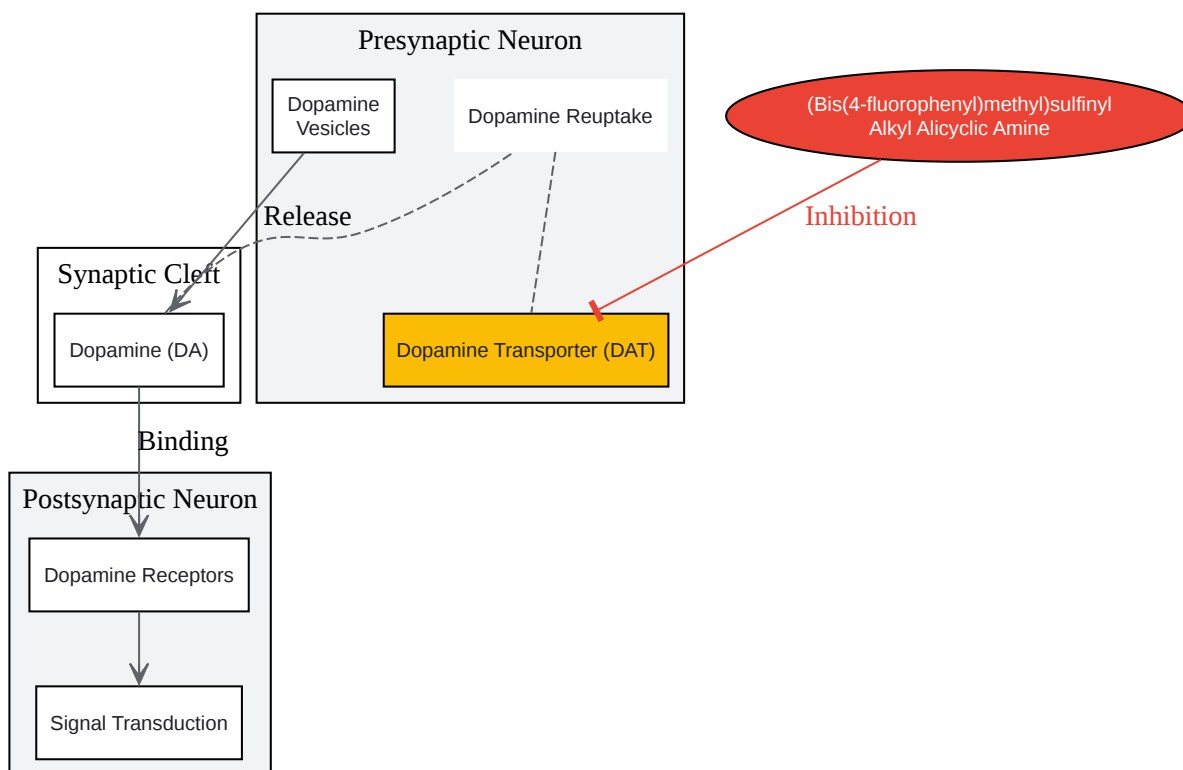 Presynaptic Neuron
Dopamine
Vesicles
Dopamine Reuptake
(Bis(4-fluorophenyl)methyl)sulfinyl
Alkyl Alicyclic Amine
Release
Inhibition
Synaptic Cleft
Dopamine (DA)
Dopamine Transporter (DAT)
Binding
Postsynaptic Neuron
Dopamine Receptors
Signal Transduction